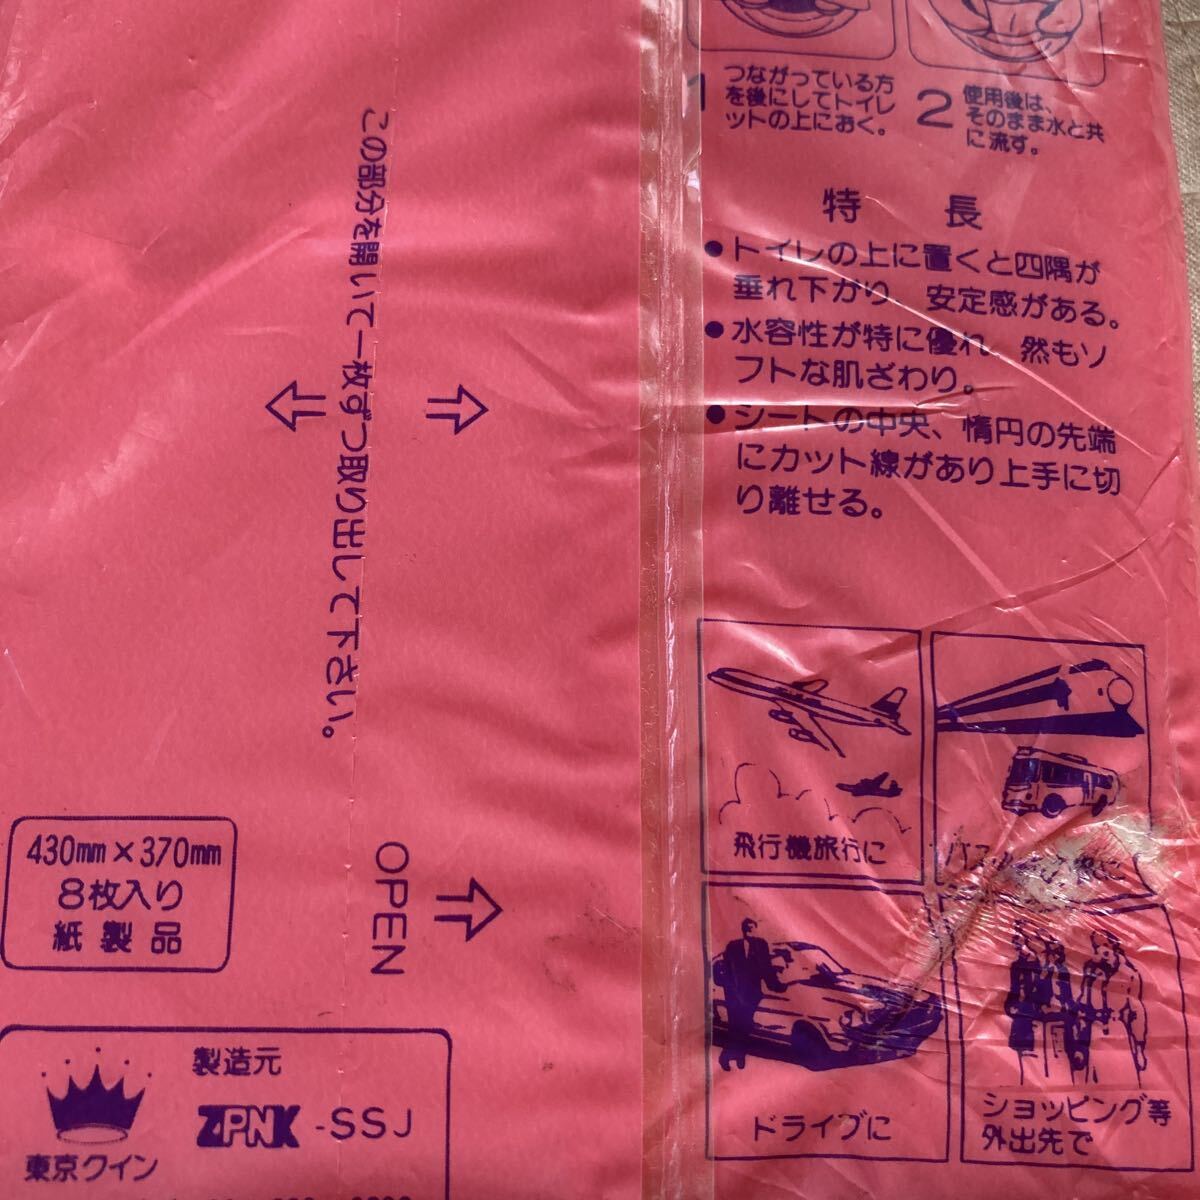 1 つながっている方
を後にしてトイレ
ットの上におく。
2 使用後は、
そのまま水と共
に流す。
特長
●トイレの上に置くと四隅が
垂れ下がり、安定感がある。
●水容性が特に優れ、然もソ
フトな肌ざわり。
●シートの中央、惰円の先端
にカット線があり上手に切
り離せる。
飛行機旅行に
ドライブに
ショッピング等
外出先で
この部分を開いて一枚ずつ取り出して下さい。
OPEN
430mm×370mm
8枚入り
紙製品
製造元
ZPNK-SSJ
東京クイン